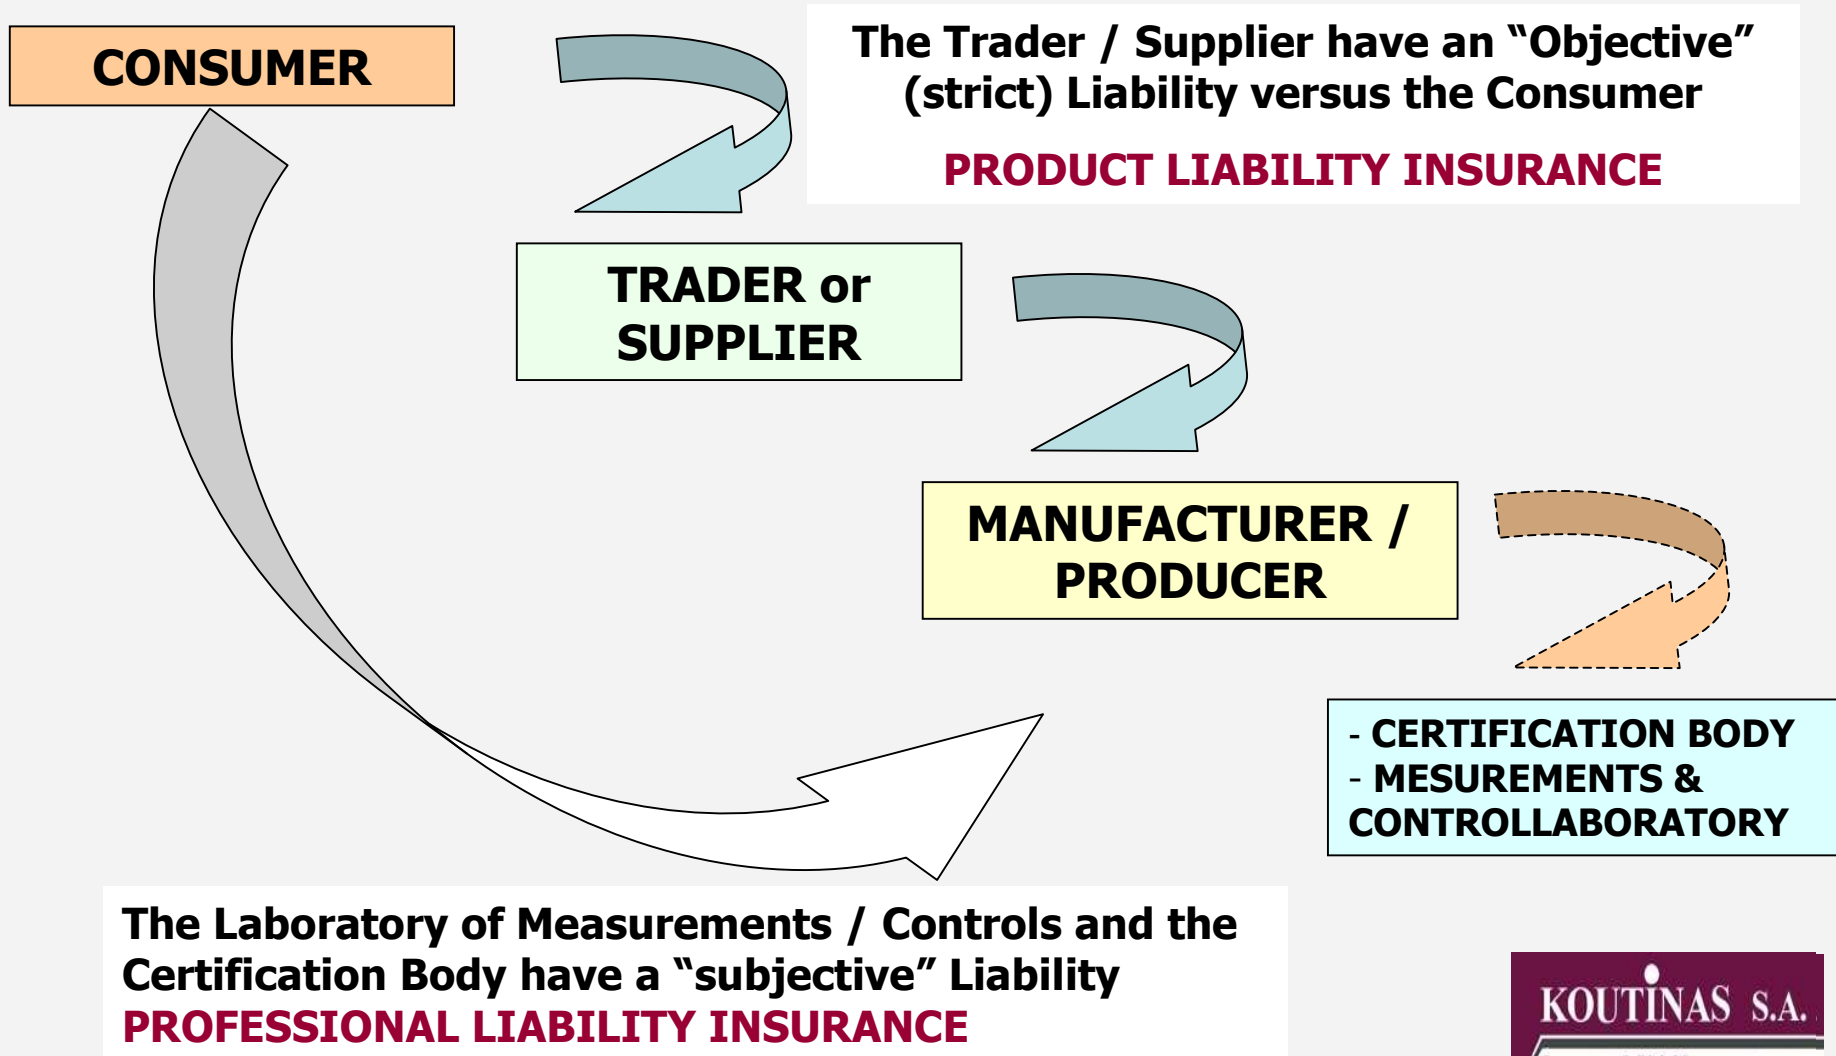 CONSUMER
The Trader / Supplier have an “Objective”
(strict) Liability versus the Consumer
PRODUCT LIABILITY INSURANCE
TRADER or
SUPPLIER
MANUFACTURER /
PRODUCER
- CERTIFICATION BODY
- MESUREMENTS &
CONTROLLABORATORY
The Laboratory of Measurements / Controls and the
Certification Body have a “subjective” Liability
PROFESSIONAL LIABILITY INSURANCE
KOUTINAS S.A.